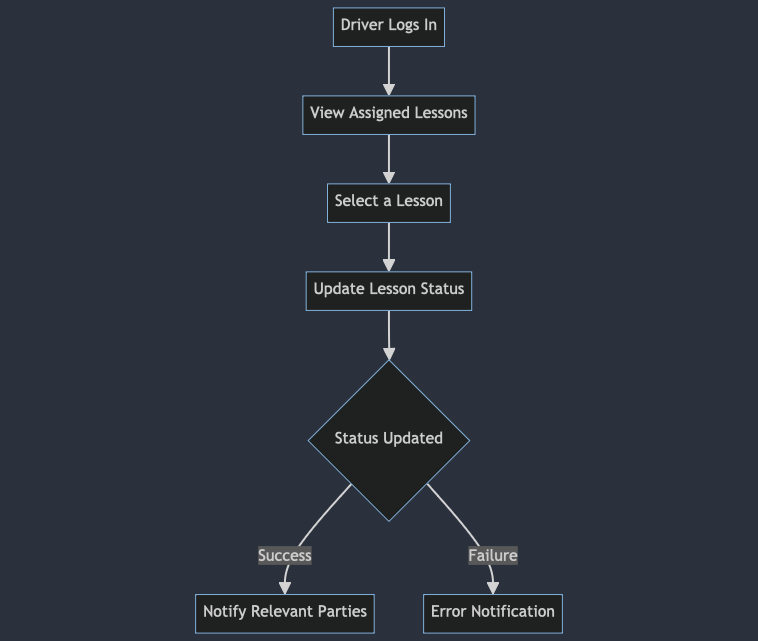 Driver Logs In
View Assigned Lessons
Select a Lesson
Update Lesson Status
Status Updated
Success
Failure
Notify Relevant Parties
Error Notification